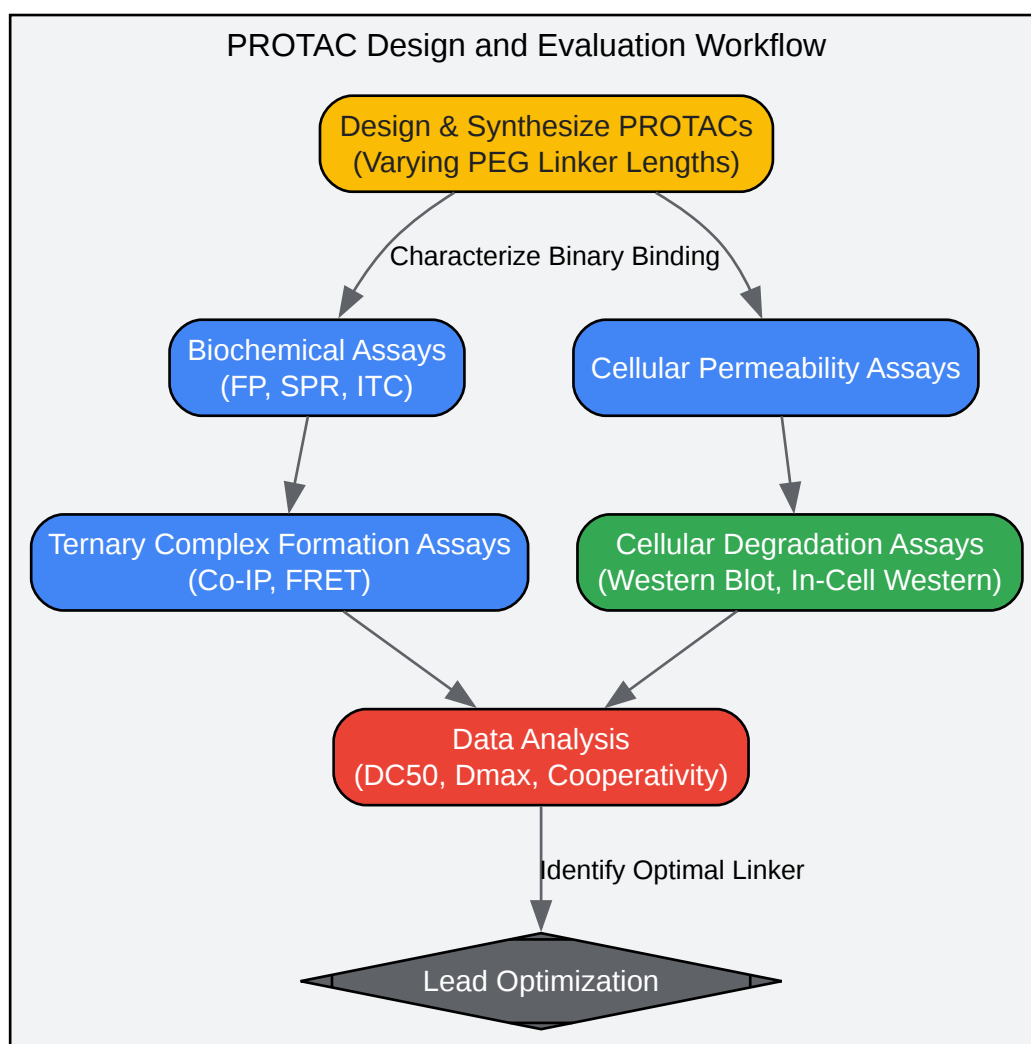 PROTAC Design and Evaluation Workflow
Design & Synthesize PROTACs
(Varying PEG Linker Lengths)
Characterize Binary Binding
Biochemical Assays
(FP, SPR, ITC)
Cellular Permeability Assays
Ternary Complex Formation Assays
(Co-IP, FRET)
Cellular Degradation Assays
(Western Blot, In-Cell Western)
Data Analysis
(DC50, Dmax, Cooperativity)
Identify Optimal Linker
Lead Optimization